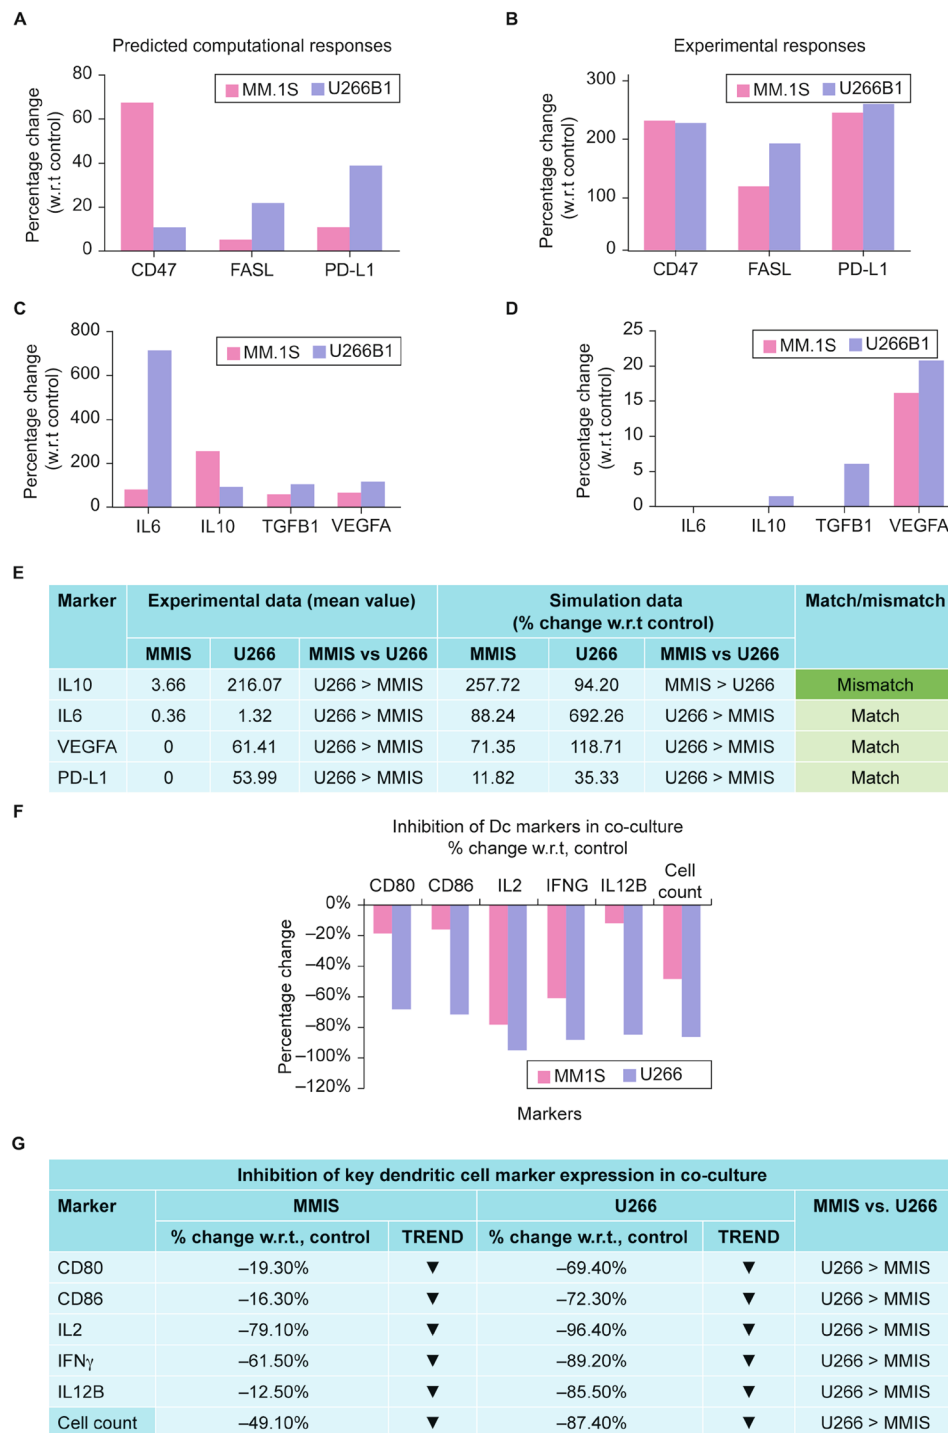 A
Predicted computational responses
Percentage change
(w.r.t control)
80
60
40
20
0
MM.1S U266B1
CD47 FASL PD-L1
B
Experimental responses
Percentage change
(w.r.t control)
300
200
100
0
MM.1S U266B1
CD47 FASL PD-L1
C
Percentage change
(w.r.t control)
800
600
400
200
0
MM.1S U266B1
IL6 IL10 TGFB1 VEGFA
D
Percentage change
(w.r.t control)
25
20
15
10
5
0
MM.1S U266B1
IL6 IL10 TGFB1 VEGFA
E
Marker Experimental data (mean value) Simulation data (% change w.r.t control) Match/mismatch
MMIS U266 MMIS vs U266 MMIS U266 MMIS vs U266
IL10 3.66 216.07 U266 > MMIS 257.72 94.20 MMIS > U266 Mismatch
IL6 0.36 1.32 U266 > MMIS 88.24 692.26 U266 > MMIS Match
VEGFA 0 61.41 U266 > MMIS 71.35 118.71 U266 > MMIS Match
PD-L1 0 53.99 U266 > MMIS 11.82 35.33 U266 > MMIS Match
F
Inhibition of Dc markers in co-culture
% change w.r.t, control
CD80 CD86 IL2 IFNG IL12B Cell count
Percentage change
0%
–20%
–40%
–60%
–80%
–100%
–120%
MM1S U266
Markers
G
Inhibition of key dendritic cell marker expression in co-culture
Marker MMIS U266 MMIS vs. U266
% change w.r.t., control TREND % change w.r.t., control TREND
CD80 –19.30% ▼ –69.40% ▼ U266 > MMIS
CD86 –16.30% ▼ –72.30% ▼ U266 > MMIS
IL2 –79.10% ▼ –96.40% ▼ U266 > MMIS
IFNγ –61.50% ▼ –89.20% ▼ U266 > MMIS
IL12B –12.50% ▼ –85.50% ▼ U266 > MMIS
Cell count –49.10% ▼ –87.40% ▼ U266 > MMIS